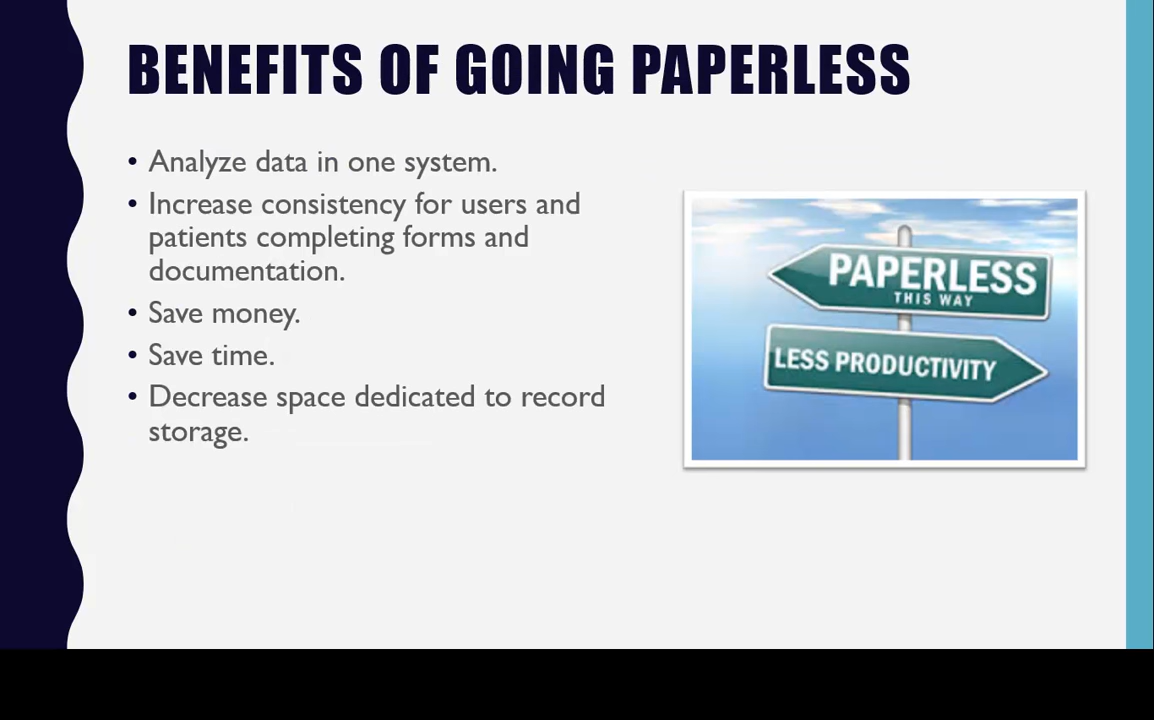 BENEFITS OF GOING PAPERLESS
• Analyze data in one system.
• Increase consistency for users and
patients completing forms and
documentation.
• Save money.
• Save time.
• Decrease space dedicated to record
storage.
PAPERLESS
THIS WAY
LESS PRODUCTIVITY